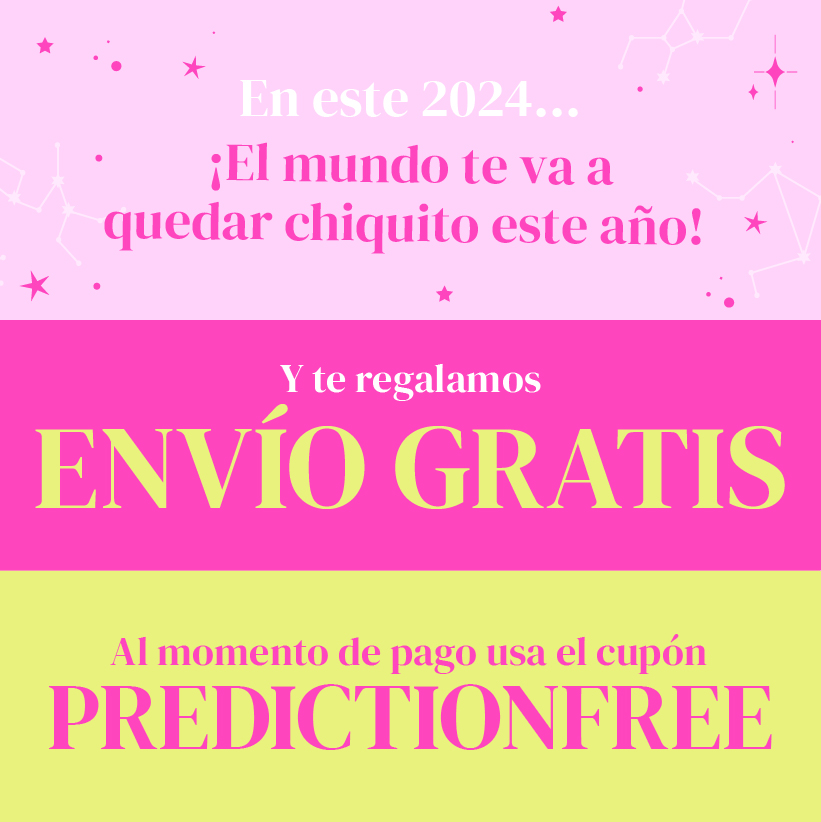 En este 2024...
¡El mundo te va a
quedar chiquito este año!
Y te regalamos
ENVÍO GRATIS
Al momento de pago usa el cupón
PREDICTIONFREE